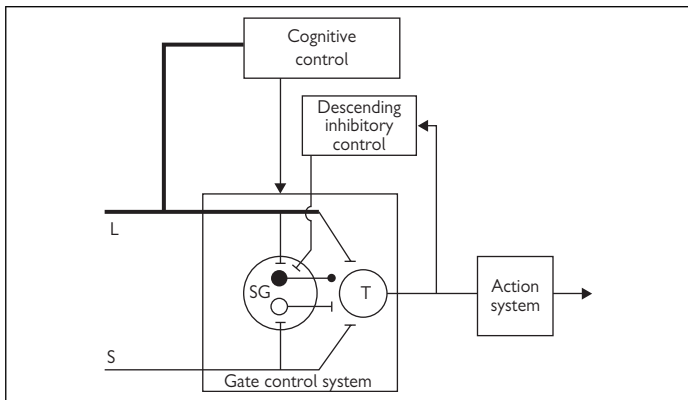 Cognitive
control
Descending
inhibitory
control
L
SG
T
Action
system
S
Gate control system